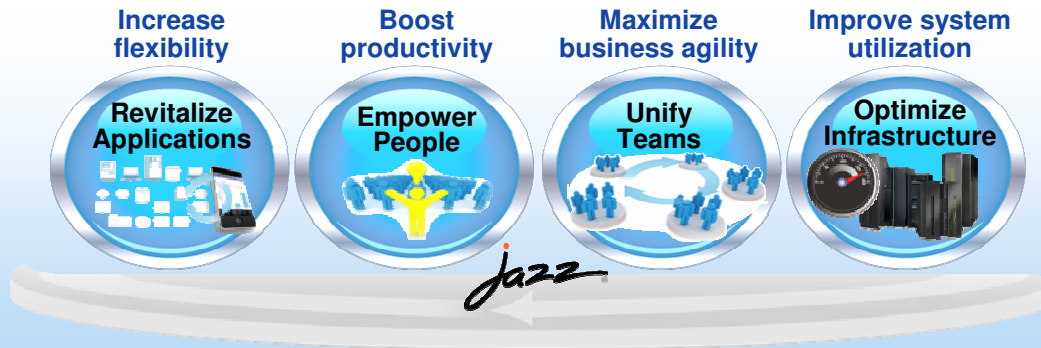 Increase
flexibility
Boost
productivity
Maximize
business agility
Improve system
utilization
Revitalize
Applications
Empower
People
Unify
Teams
Optimize
Infrastructure
jazz